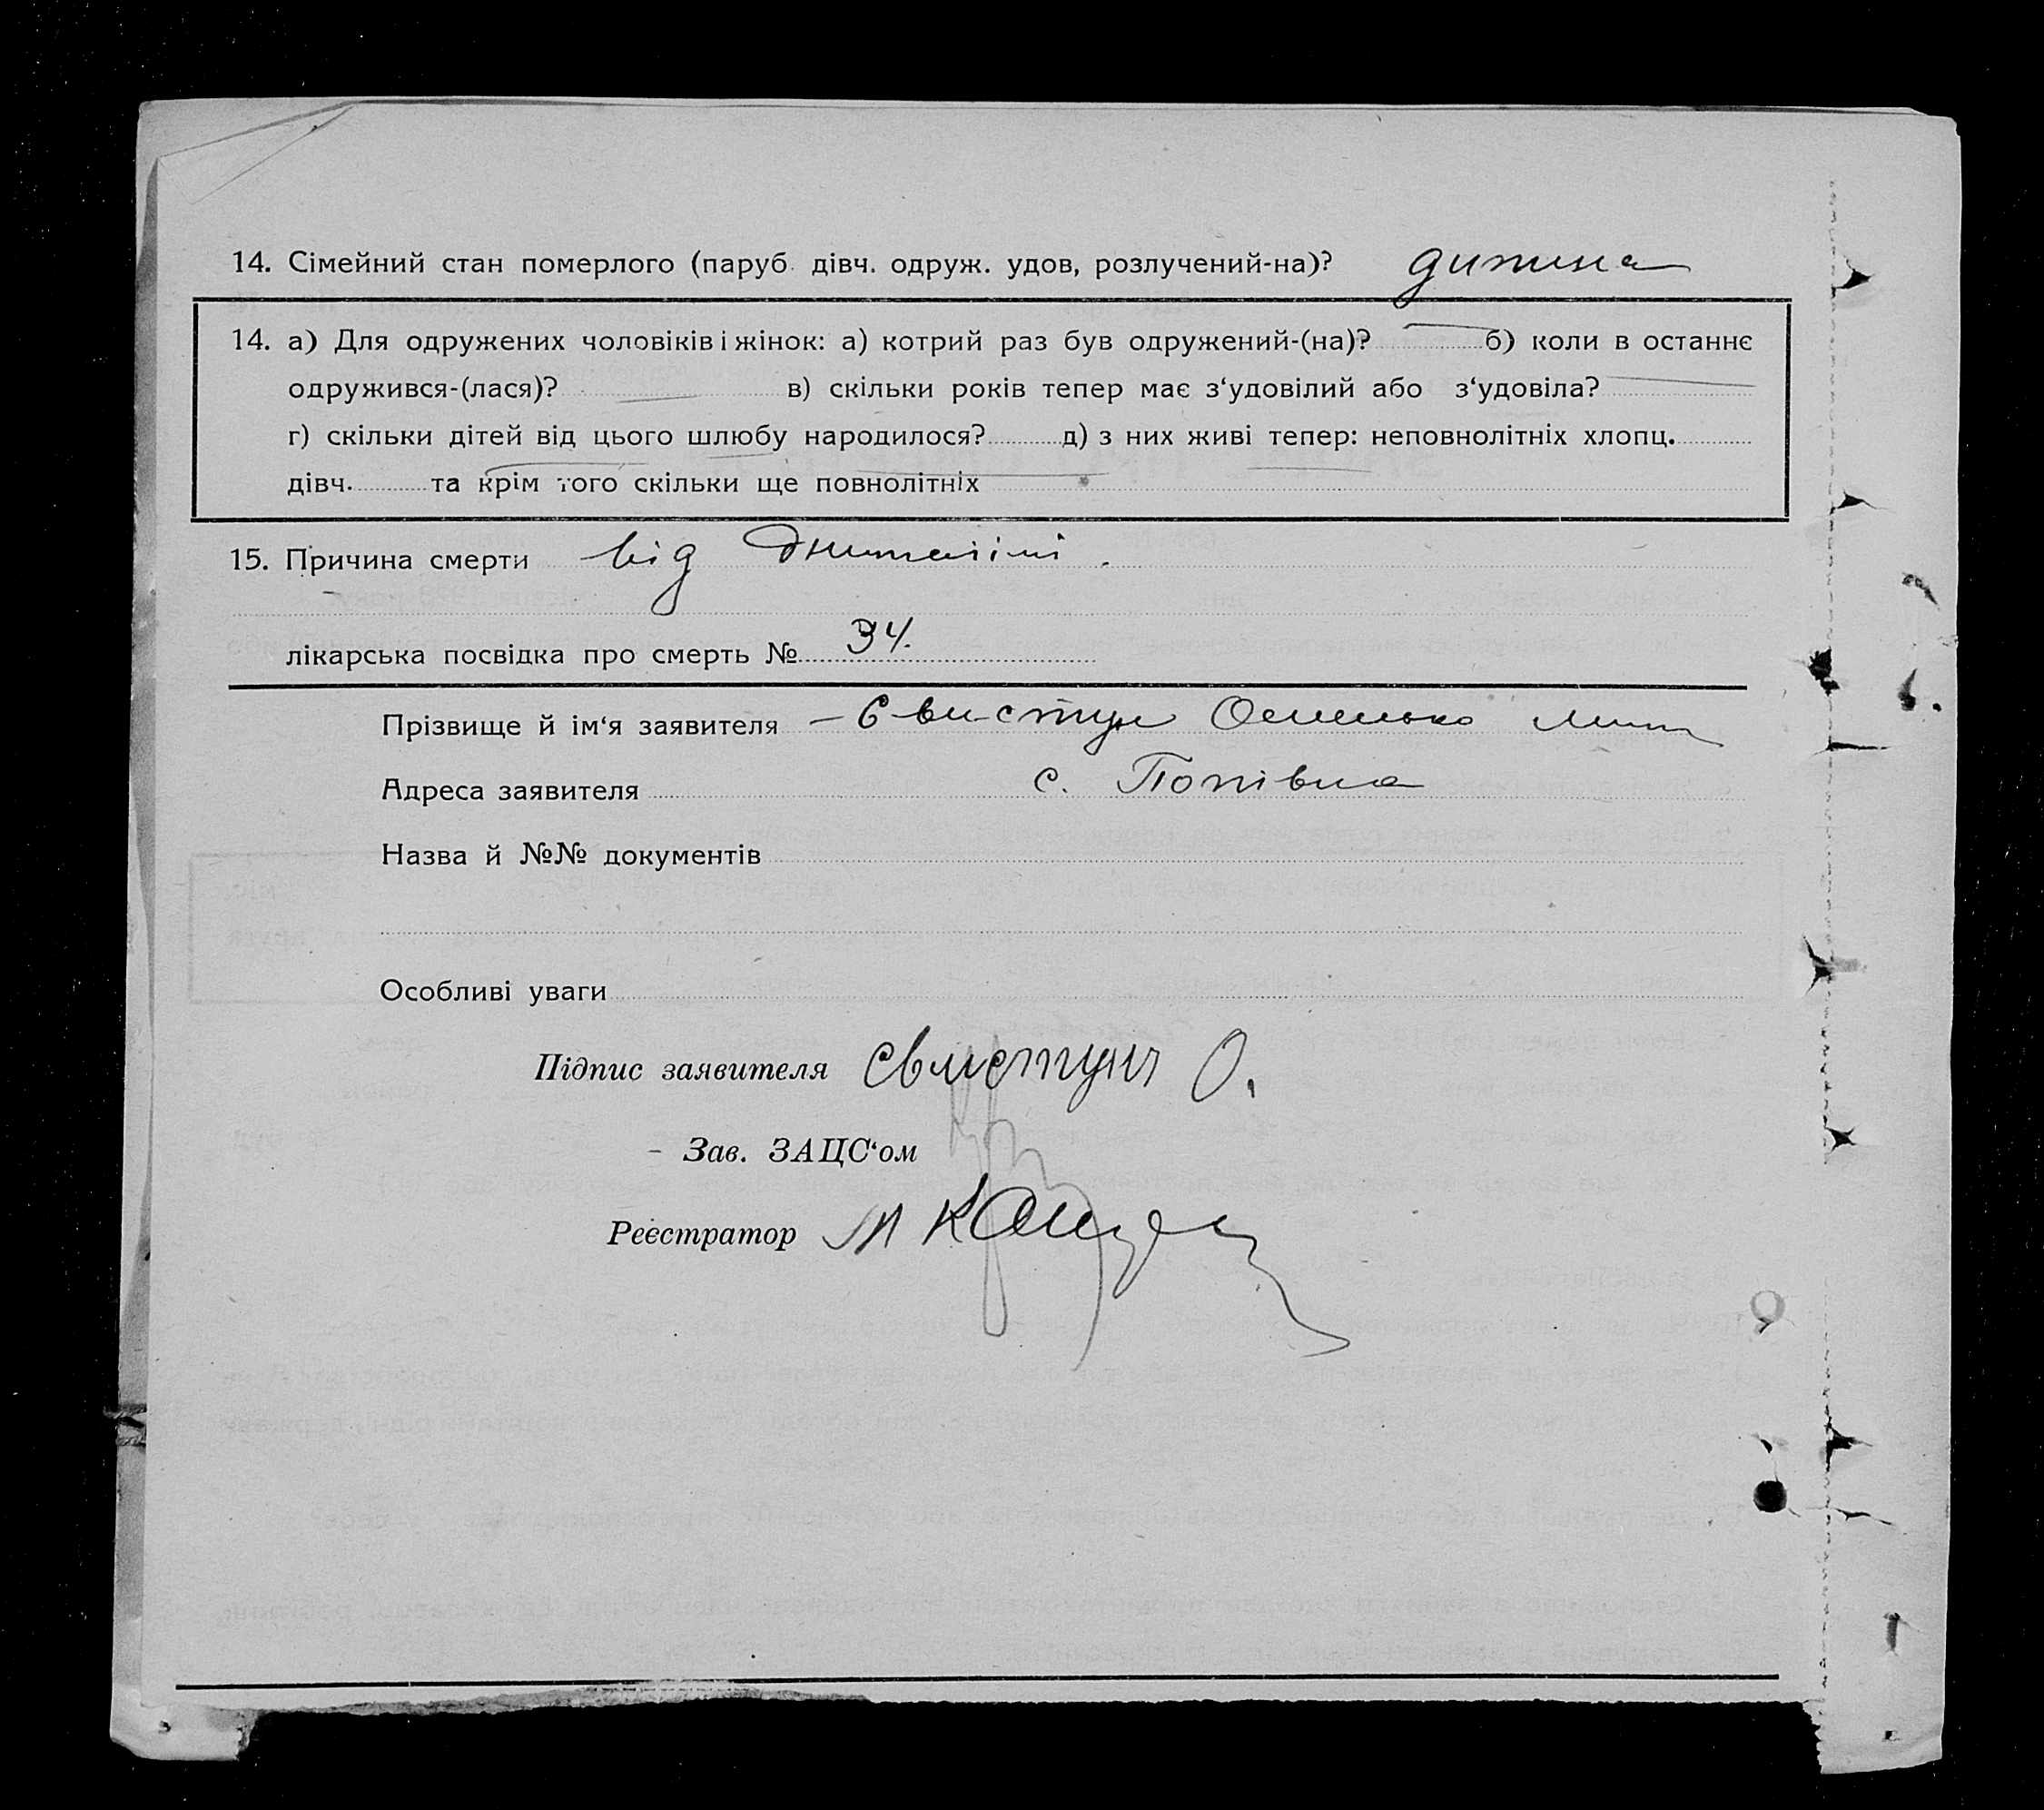 14. Сімейний стан померлого (паруб. дівч. одруж. удов, розлучений-на)? дитина
14. а) Для одружених чоловіків і жінок: а) котрий раз був одружений-(на)? б) коли в останнє
одружився-(лася)? в) скільки років тепер має з‘удовілий або з‘удовіла?
г) скільки дітей від цього шлюбу народилося? д) з них живі тепер: неповнолітніх хлопц.
дівч. та крім того скільки ще повнолітніх
15. Причина смерти від
лікарська посвідка про смерть № 34.
Прізвище й ім‘я заявителя – Свистун
Адреса заявителя с. Попівка
Назва й №№ документів
Особливі уваги
Підпис заявителя Свистун О.
Зав. ЗАЦС‘ом
Реєстратор